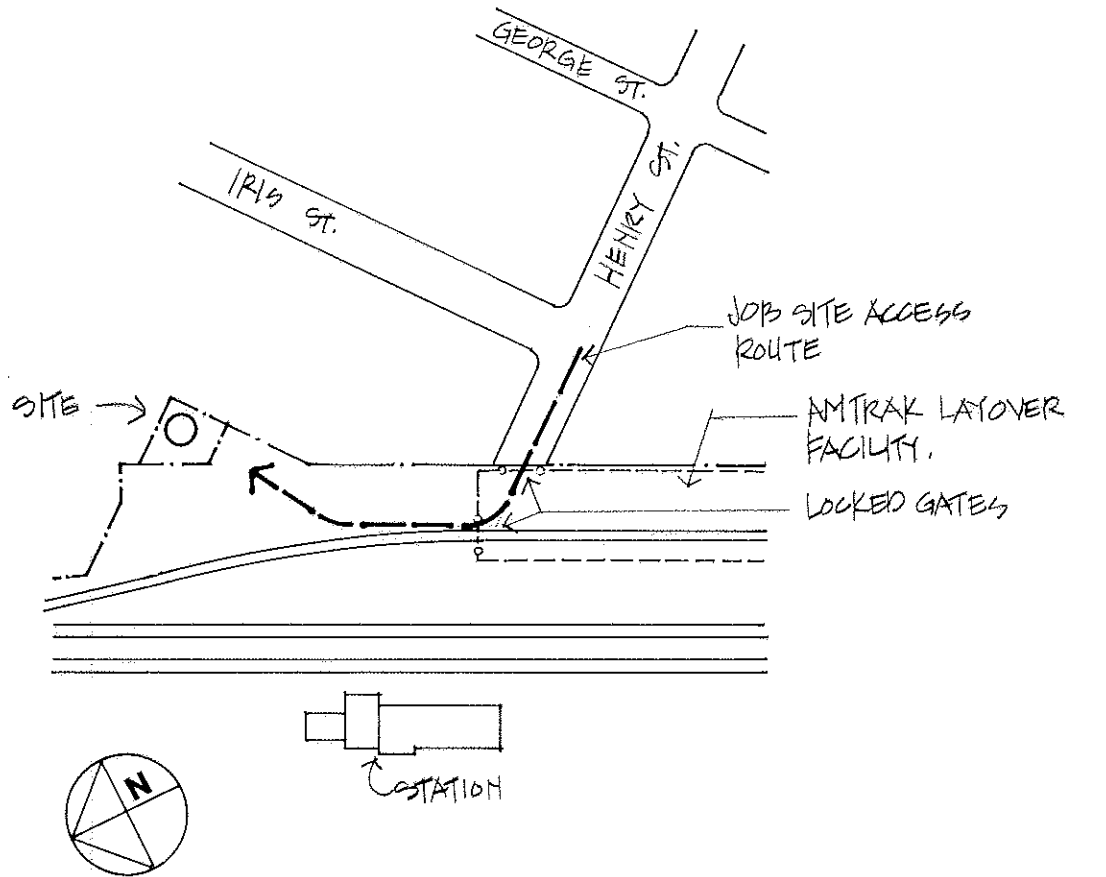 GEORGE ST.
IRIS ST.
HENRY ST.
JOB SITE ACCESS
ROUTE
SITE
AMTRAK LAYOVER
FACILITY.
LOCKED GATES
STATION
N